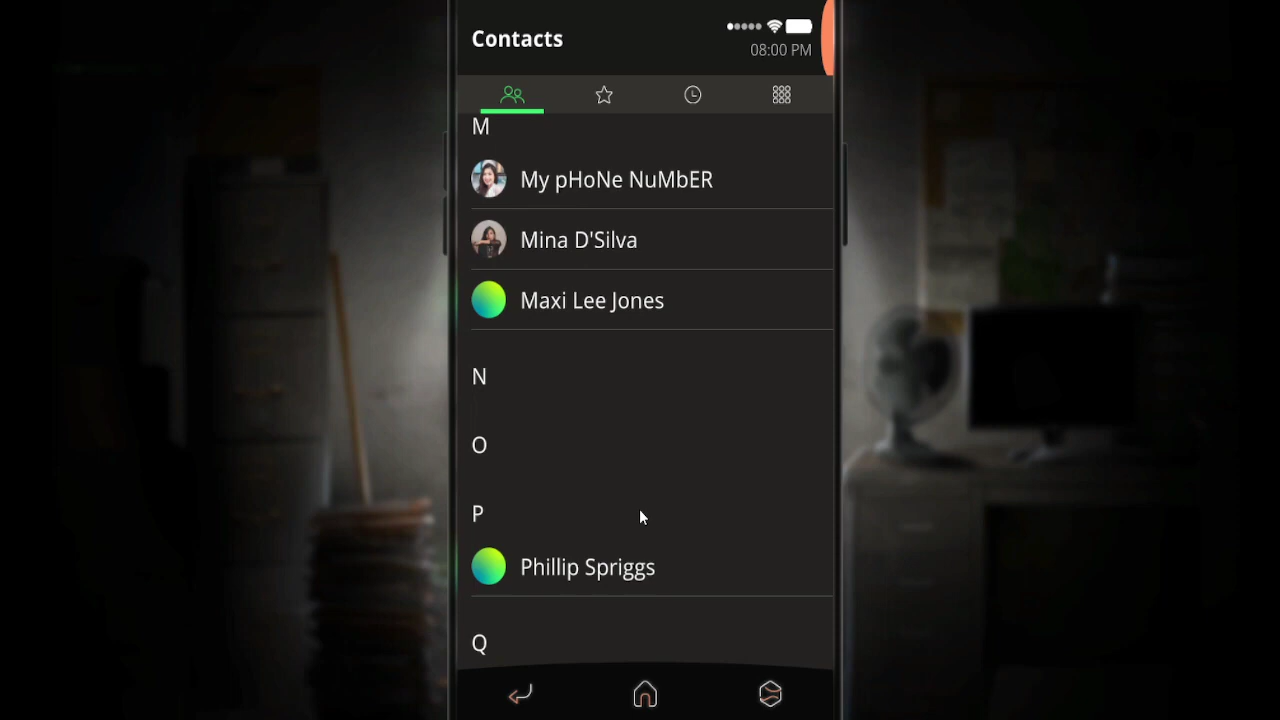 Contacts
08:00 PM
M
My pHoNe NuMbER
Mina D'Silva
Maxi Lee Jones
N
O
P
Phillip Spriggs
Q